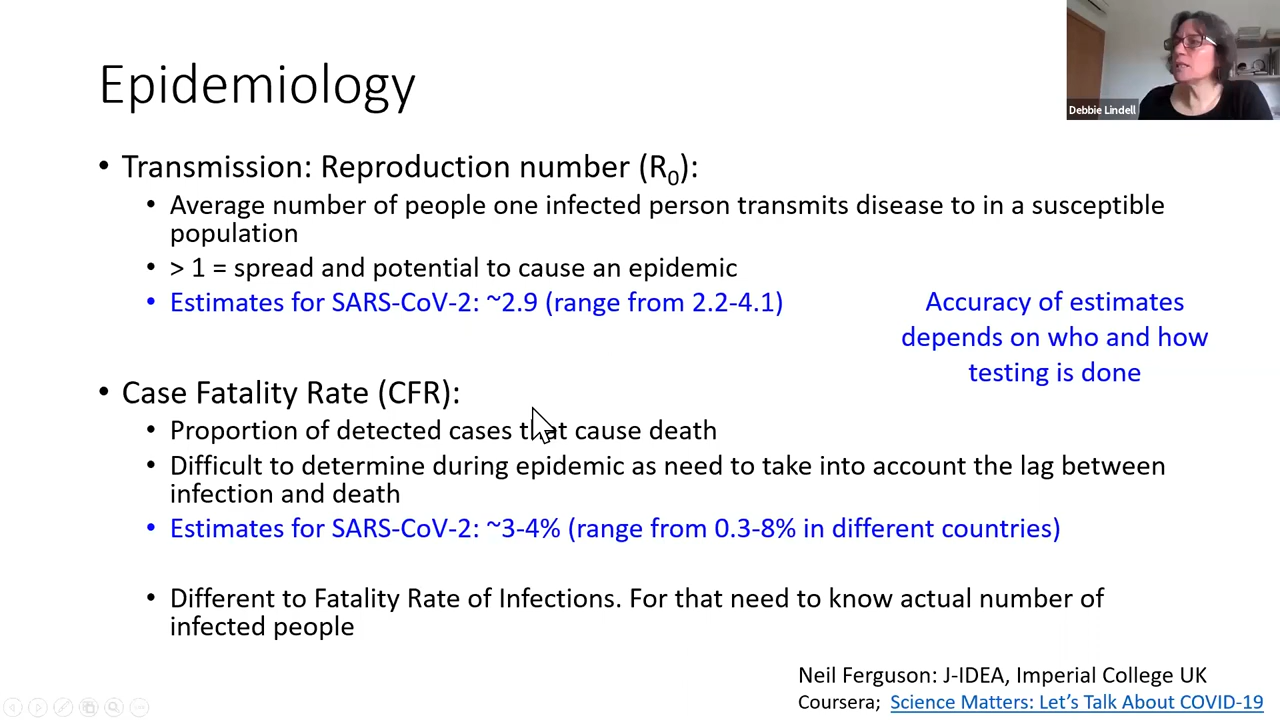 Epidemiology
Debbie Lindell
• Transmission: Reproduction number (R₀):
• Average number of people one infected person transmits disease to in a susceptible
population
• > 1 = spread and potential to cause an epidemic
• Estimates for SARS-CoV-2: ~2.9 (range from 2.2-4.1)
Accuracy of estimates
depends on who and how
testing is done
• Case Fatality Rate (CFR):
• Proportion of detected cases that cause death
• Difficult to determine during epidemic as need to take into account the lag between
infection and death
• Estimates for SARS-CoV-2: ~3-4% (range from 0.3-8% in different countries)
• Different to Fatality Rate of Infections. For that need to know actual number of
infected people
Neil Ferguson: J-IDEA, Imperial College UK
Coursera; Science Matters: Let’s Talk About COVID-19